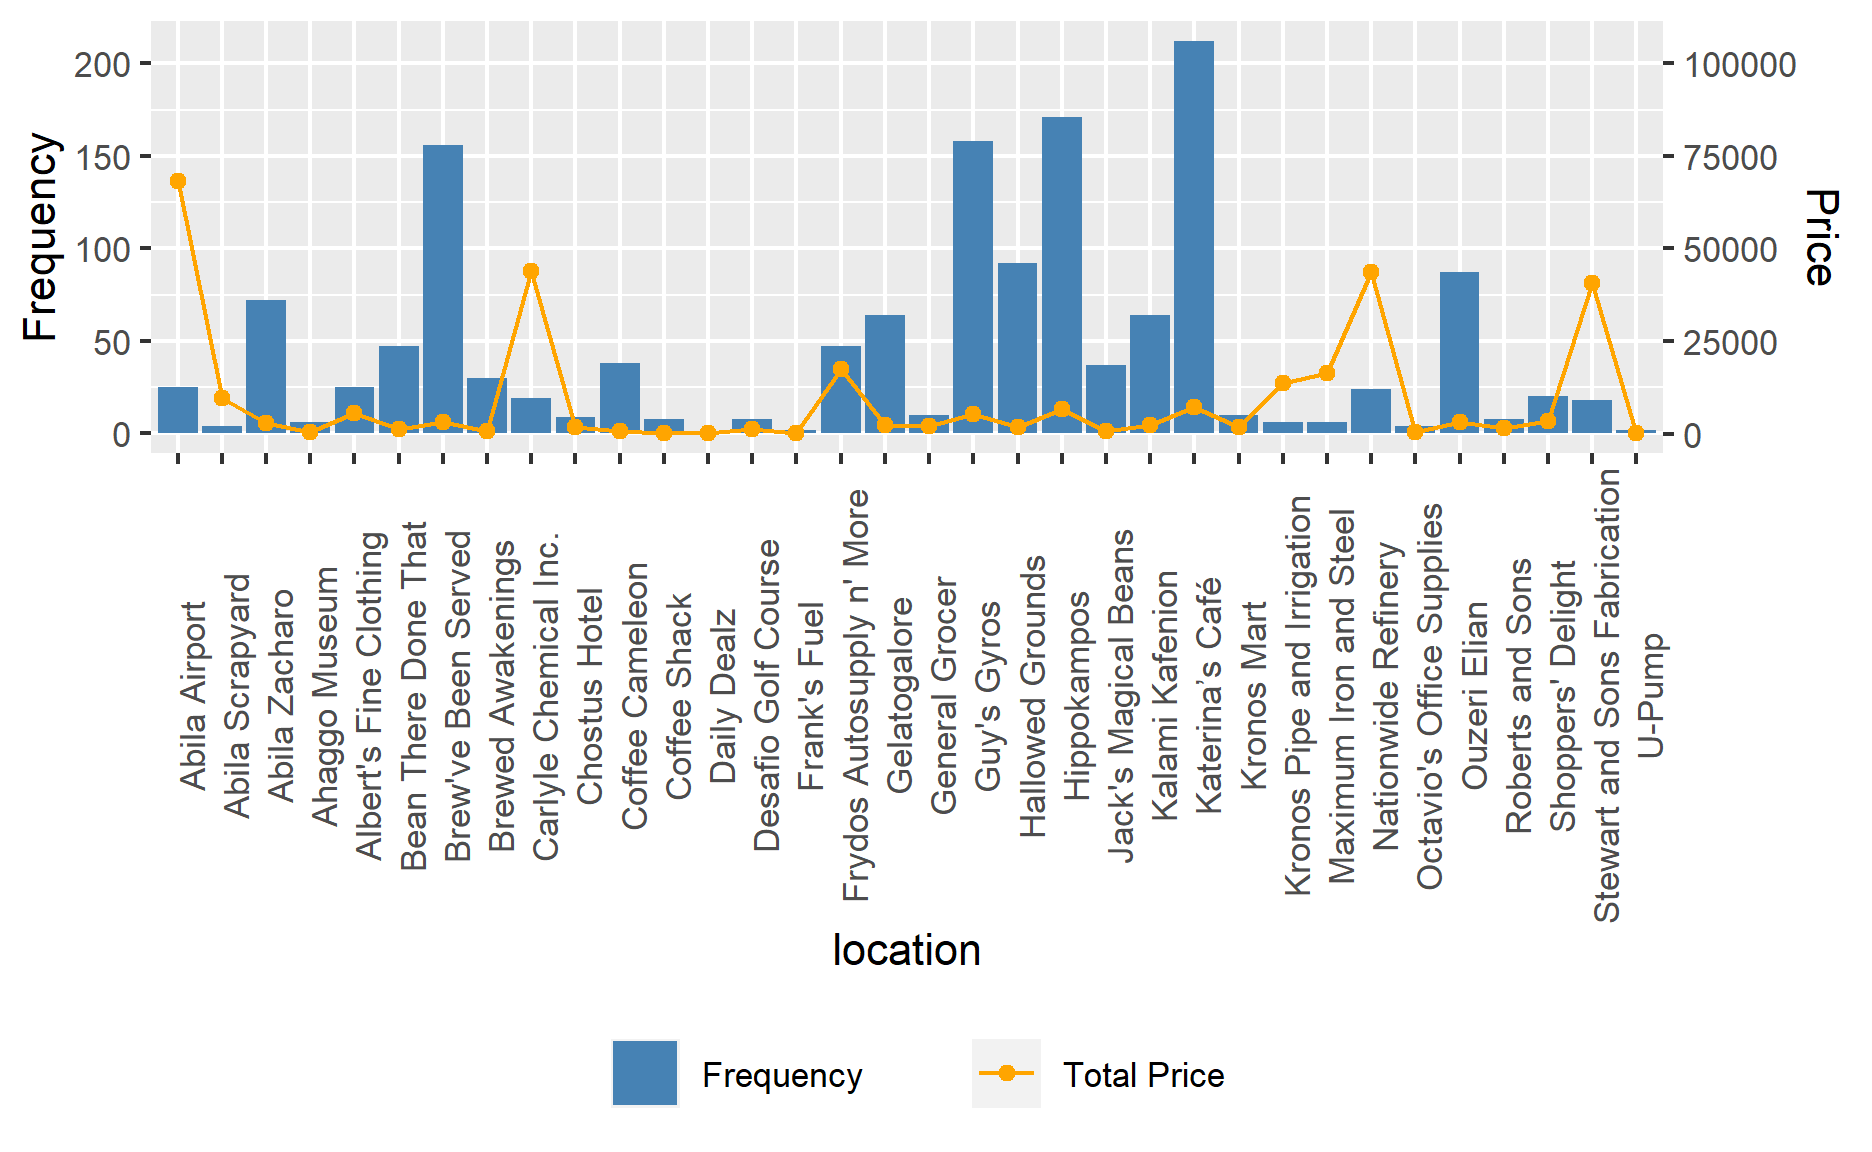 200
150
100
50
0
Frequency
100000
75000
50000
25000
0
Price
Abila Airport
Abila Scrapyard
Abila Zacharo
Ahaggo Museum
Albert's Fine Clothing
Bean There Done That
Brew've Been Served
Brewed Awakenings
Carlyle Chemical Inc.
Chostus Hotel
Coffee Cameleon
Coffee Shack
Daily Dealz
Desafio Golf Course
Frank's Fuel
Frydos Autosupply n' More
Gelatogalore
General Grocer
Guy's Gyros
Hallowed Grounds
Hippokampos
Jack's Magical Beans
Kalami Kafenion
Katerina’s Café
Kronos Mart
Kronos Pipe and Irrigation
Maximum Iron and Steel
Nationwide Refinery
Octavio's Office Supplies
Ouzeri Elian
Roberts and Sons
Shoppers' Delight
Stewart and Sons Fabrication
U-Pump
location
Frequency
Total Price